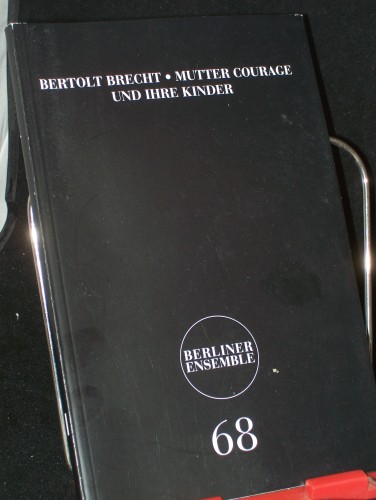 BERTOLT BRECHT • MUTTER COURAGE
UND IHRE KINDER
BERLINER
ENSEMBLE
68